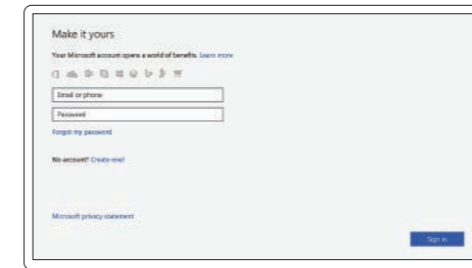 Make it yours
Your Microsoft account opens a world of benefits. Learn more
Email or phone
Password
Forgot my password
No account? Create one!
Microsoft privacy statement
Sign in